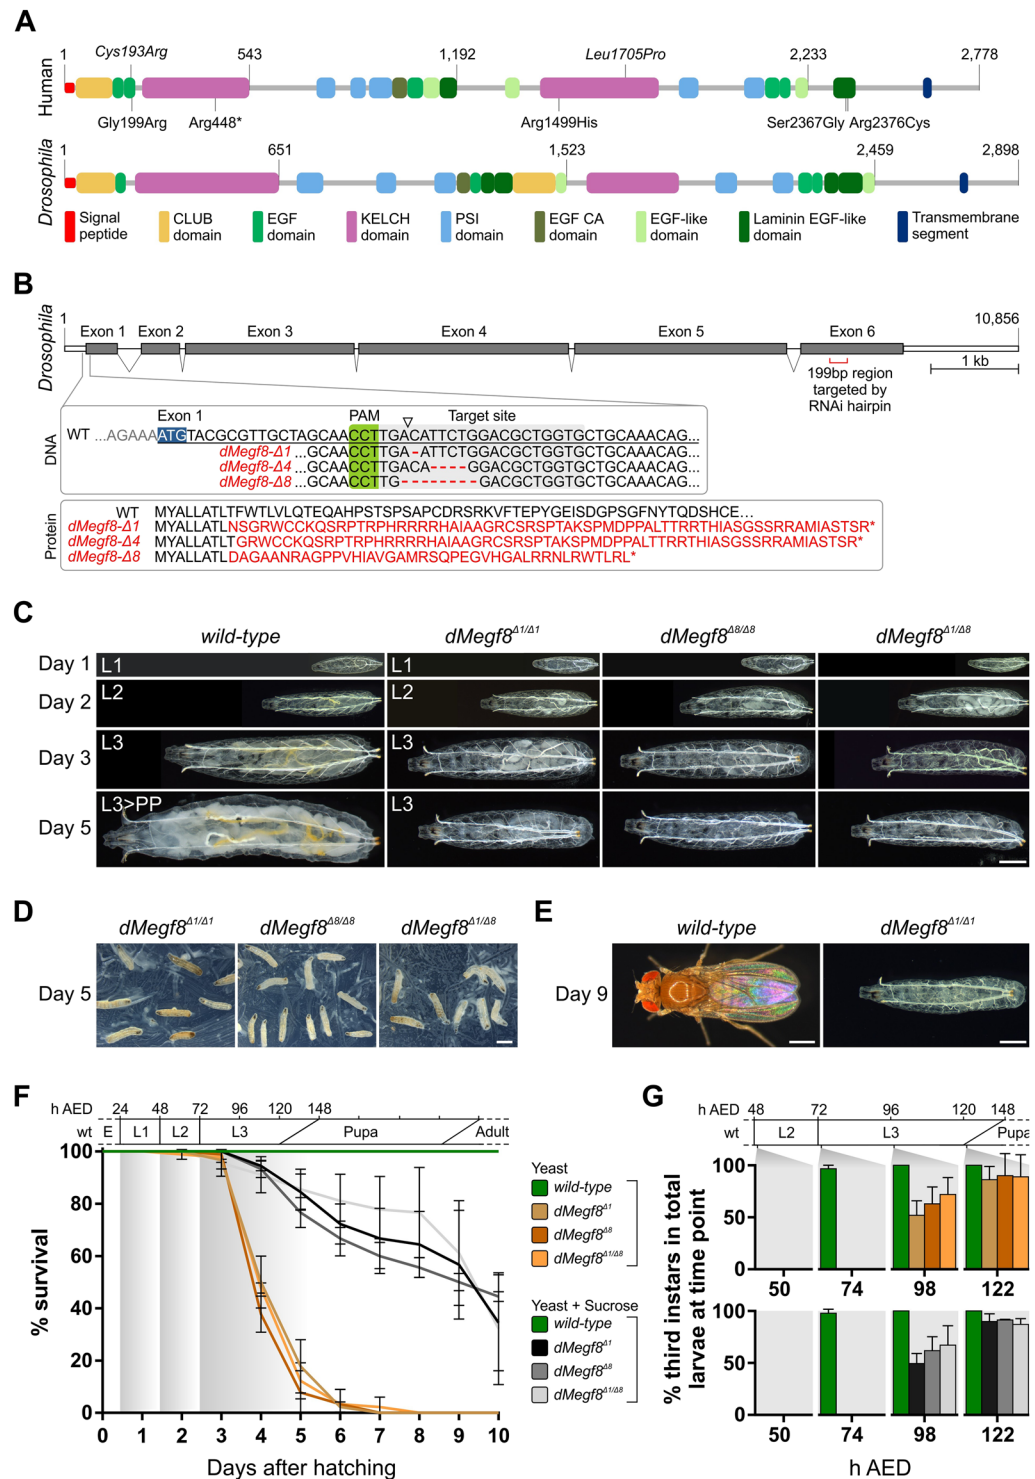 A
1 Cys193Arg 543 1,192 Leu1705Pro 2,233 2,778
Human
Gly199Arg Arg448* Arg1499His Ser2367Gly Arg2376Cys
1 651 1,523 2,459 2,898
Drosophila
Signal peptide
CLUB domain
EGF domain
KELCH domain
PSI domain
EGF CA domain
EGF-like domain
Laminin EGF-like domain
Transmembrane segment
B
Drosophila
1 10,856
Exon 1 Exon 2 Exon 3 Exon 4 Exon 5 Exon 6
199bp region
targeted by
RNAi hairpin
1 kb
Exon 1 PAM Target site
DNA
WT ...AGAAAATGTACGCGTTGCTAGCAACCTTGACATTCTGGACGCTGGTGCTGCAAACAG...
dMegf8-Δ1 ...GCAACCTTGA-ATTCTGGACGCTGGTGCTGCAAACAG...
dMegf8-Δ4 ...GCAACCTTGACA----GGACGCTGGTGCTGCAAACAG...
dMegf8-Δ8 ...GCAACCTTG--------GACGCTGGTGCTGCAAACAG...
Protein
WT MYALLATLTFWTLVLQTEQAHPSTSPSAPCDRSRKVFTEPYGEISDGPSGFNYTQDSHCE...
dMegf8-Δ1 MYALLATLNSGRWCCKQSRPTRPHRRRRHAIAAGRCSRSPTAKSPMDPPALTTRRTHIASGSSRRAMIASTSR*
dMegf8-Δ4 MYALLATLTGRWCCKQSRPTRPHRRRRHAIAAGRCSRSPTAKSPMDPPALTTRRTHIASGSSRRAMIASTSR*
dMegf8-Δ8 MYALLATLDAGAANRAGPPVHIAVGAMRSQPEGVHGALRRNLRWTLRL*
C
wild-type dMegf8Δ1/Δ1 dMegf8Δ8/Δ8 dMegf8Δ1/Δ8
Day 1 L1 L1
Day 2 L2 L2
Day 3 L3 L3
Day 5 L3>PP L3
D
dMegf8Δ1/Δ1 dMegf8Δ8/Δ8 dMegf8Δ1/Δ8
Day 5
E
wild-type dMegf8Δ1/Δ1
Day 9
F
h AED 24 48 72 96 120 148
wt E L1 L2 L3 Pupa Adult
% survival
100
80
60
40
20
0
0 1 2 3 4 5 6 7 8 9 10
Days after hatching
Yeast
wild-type
dMegf8Δ1
dMegf8Δ8
dMegf8Δ1/Δ8
Yeast + Sucrose
wild-type
dMegf8Δ1
dMegf8Δ8
dMegf8Δ1/Δ8
G
h AED 48 72 96 120 148
wt L2 L3 Pupa
% third instars in total
larvae at time point
100
50
0
50 74 98 122
100
50
0
50 74 98 122
h AED